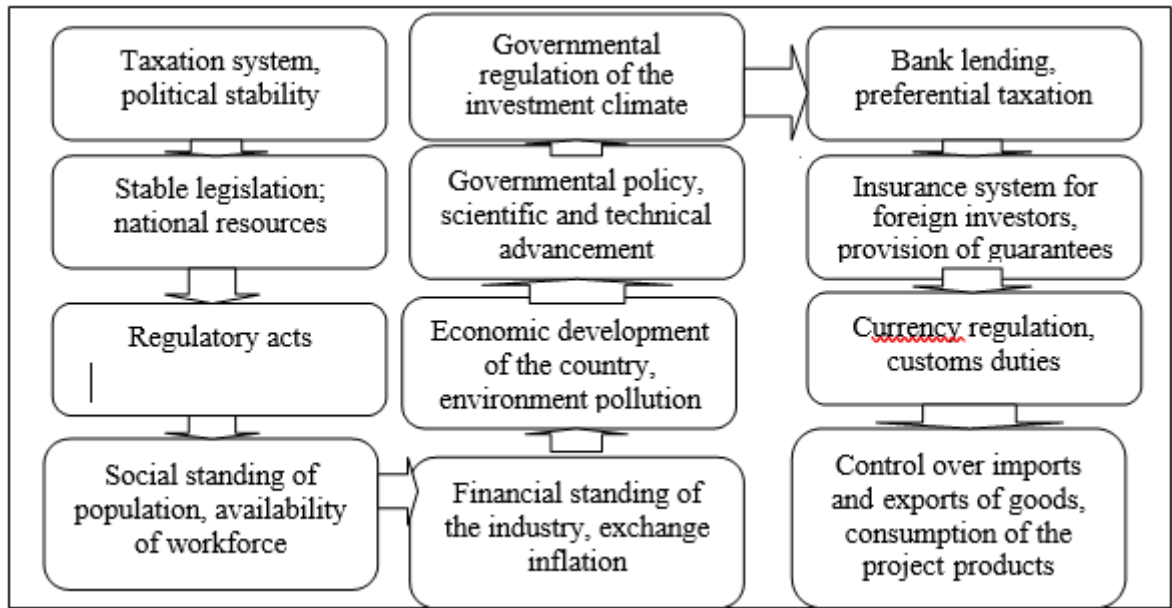 Taxation system,
political stability
Stable legislation;
national resources
Regulatory acts
Social standing of
population, availability
of workforce
Financial standing of
the industry, exchange
inflation
Economic development
of the country,
environment pollution
Governmental policy,
scientific and technical
advancement
Governmental
regulation of the
investment climate
Bank lending,
preferential taxation
Insurance system for
foreign investors,
provision of guarantees
Currency regulation,
customs duties
Control over imports
and exports of goods,
consumption of the
project products